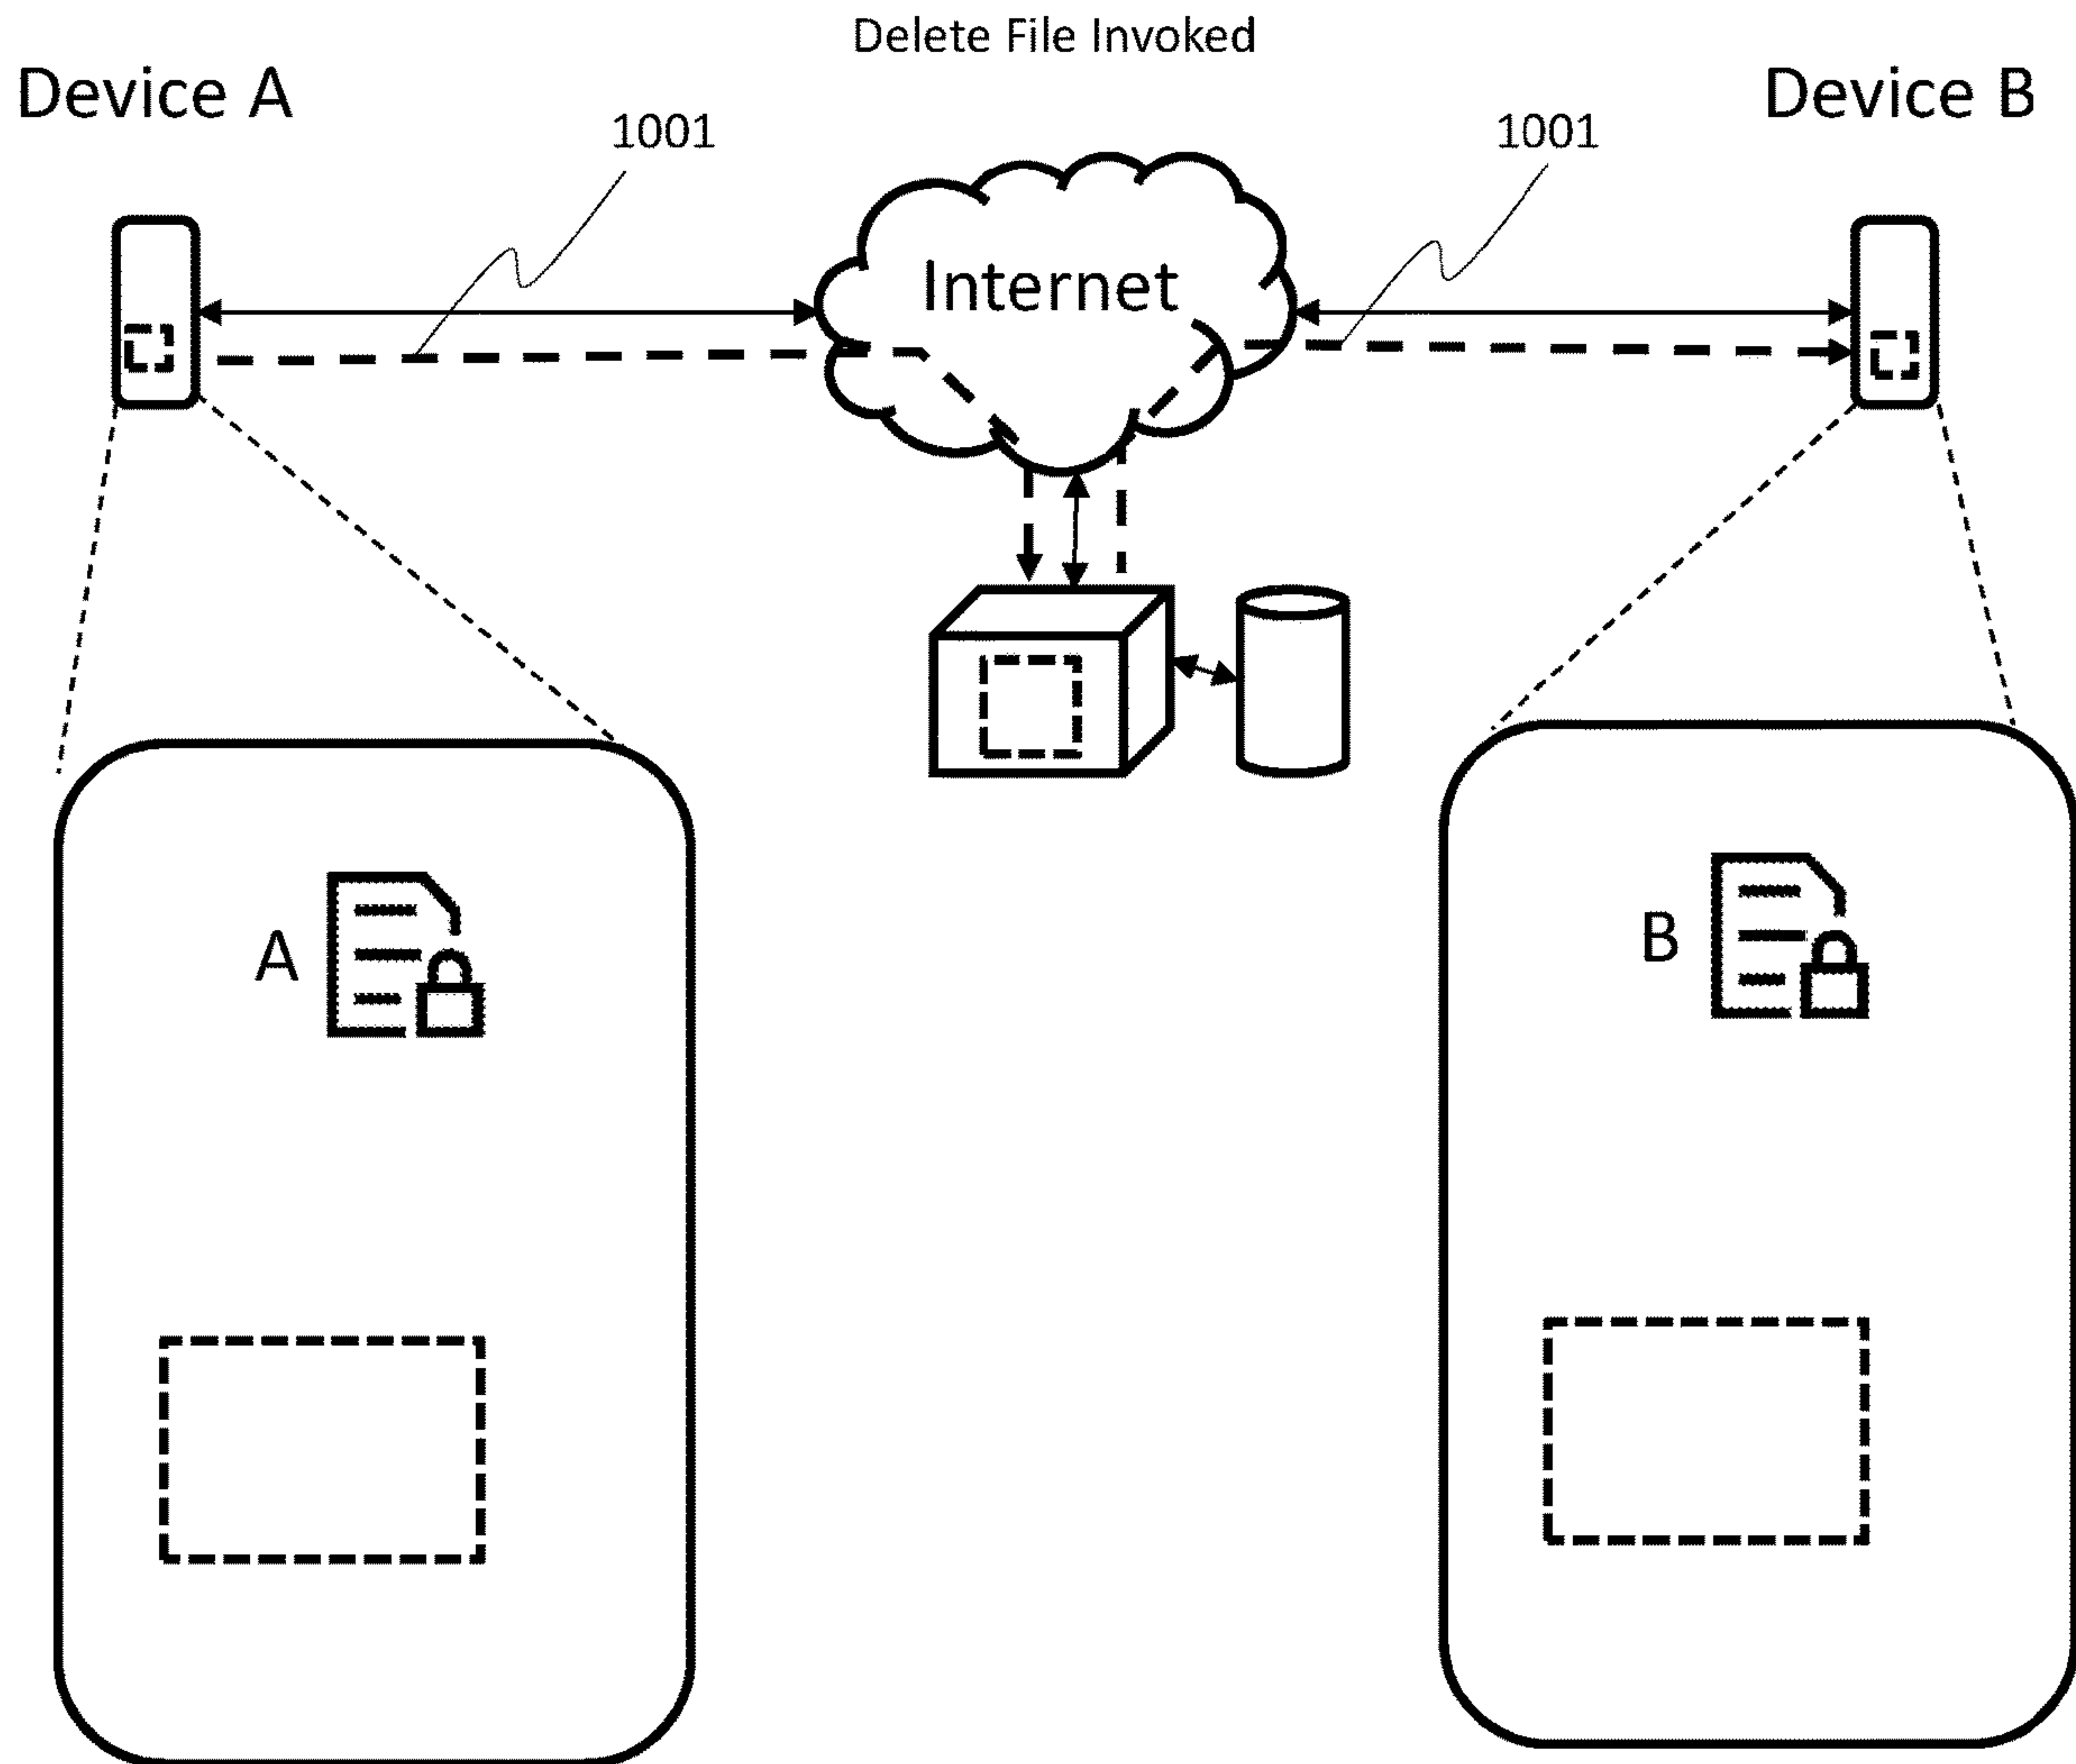 Delete File Invoked
Device A
Device B
1001
1001
Internet
A
B